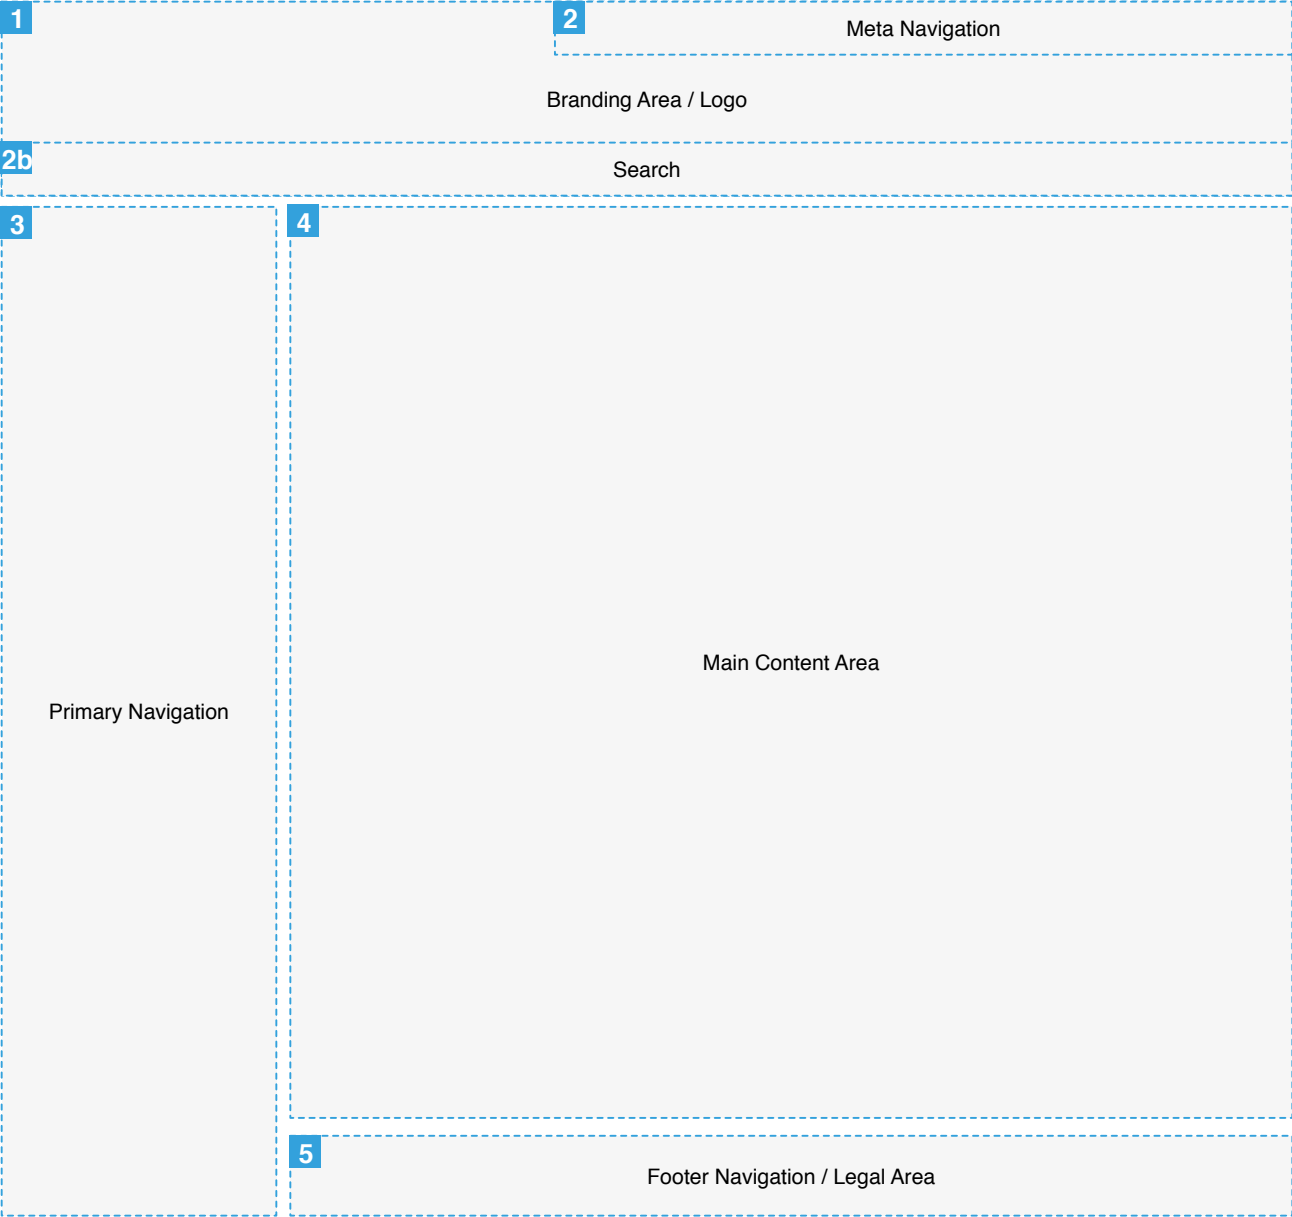 1
2
Meta Navigation
Branding Area / Logo
2b
Search
3
4
Main Content Area
Primary Navigation
5
Footer Navigation / Legal Area